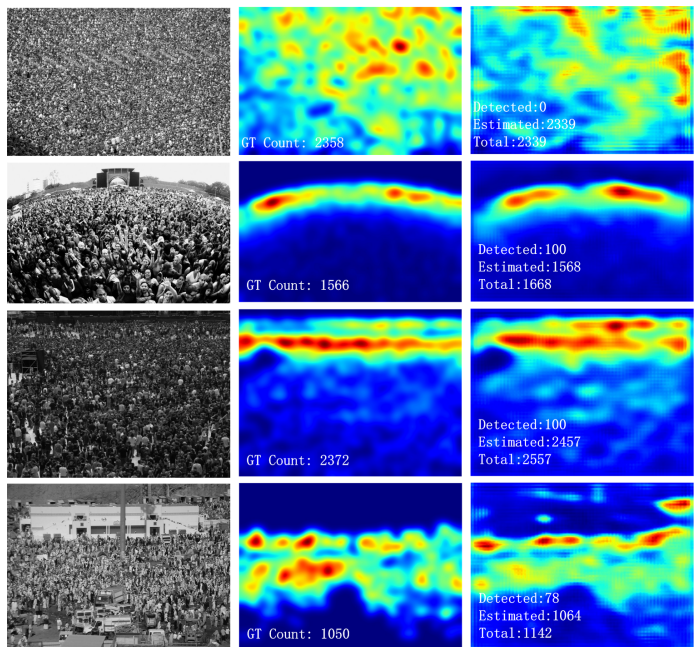 GT Count: 2358
Detected:0
Estimated:2339
Total:2339
GT Count: 1566
Detected:100
Estimated:1568
Total:1668
GT Count: 2372
Detected:100
Estimated:2457
Total:2557
GT Count: 1050
Detected:78
Estimated:1064
Total:1142